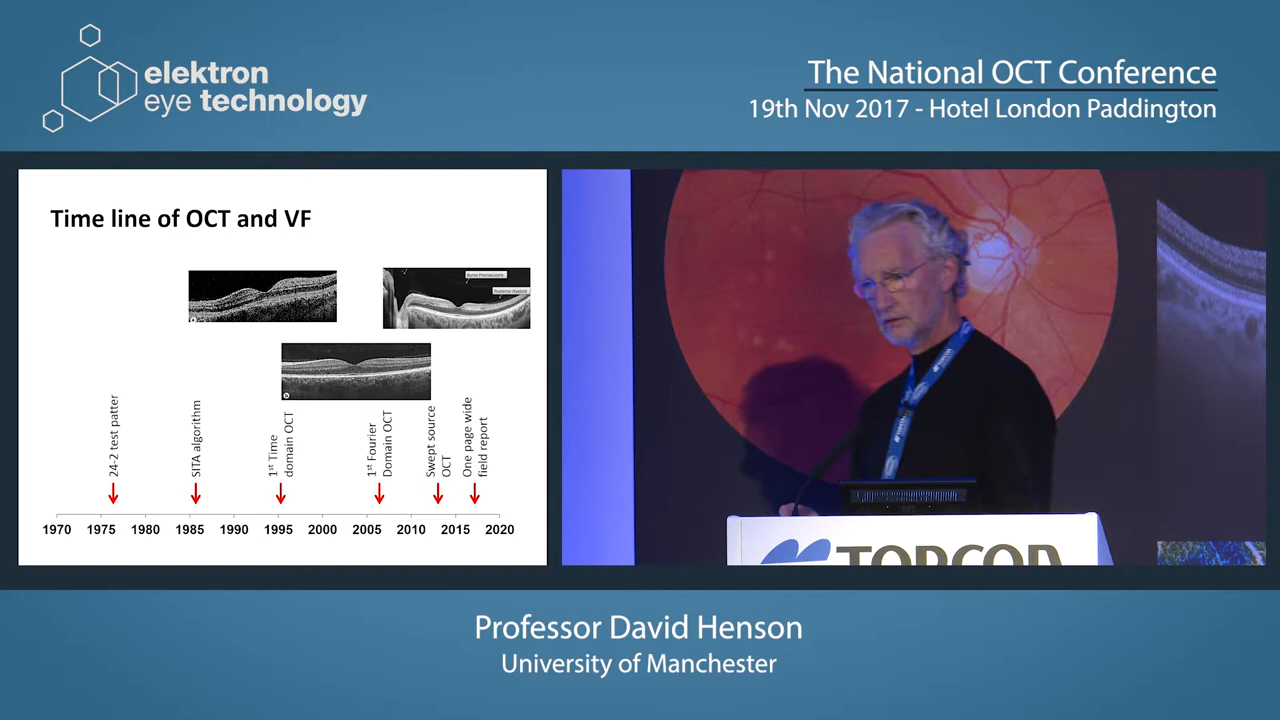 elektron
eye technology
The National OCT Conference
19th Nov 2017 - Hotel London Paddington
Time line of OCT and VF
Bursa Premacularis
Posterior Hyaloid
a
b
24-2 test patter
SITA algorithm
1st Time
domain OCT
1st Fourier
Domain OCT
Swept source
OCT
One page wide
field report
1970 1975 1980 1985 1990 1995 2000 2005 2010 2015 2020
TOPCON
TOPCON
TOPCON
Professor David Henson
University of Manchester